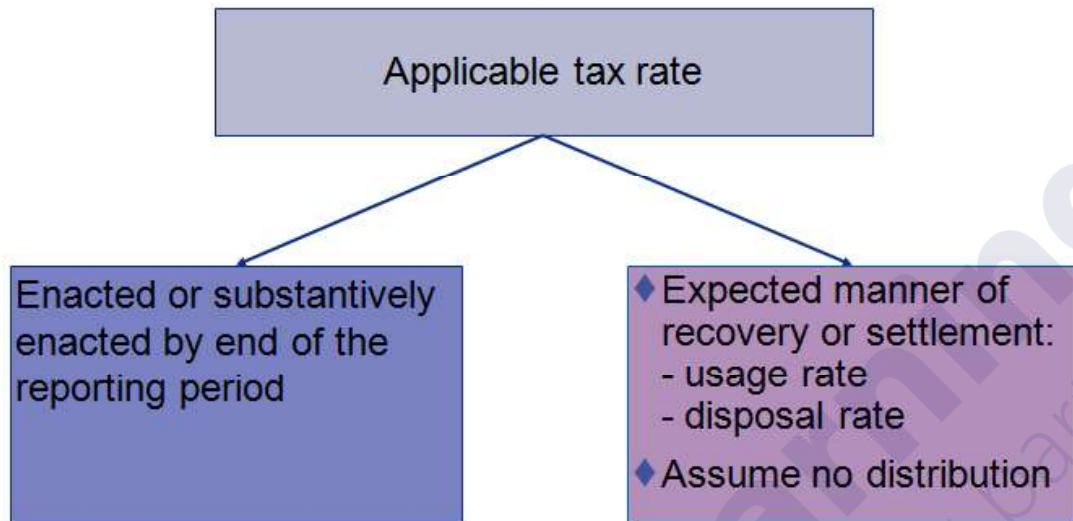 Applicable tax rate
Enacted or substantively
enacted by end of the
reporting period
♦ Expected manner of
recovery or settlement:
- usage rate
- disposal rate
♦ Assume no distribution